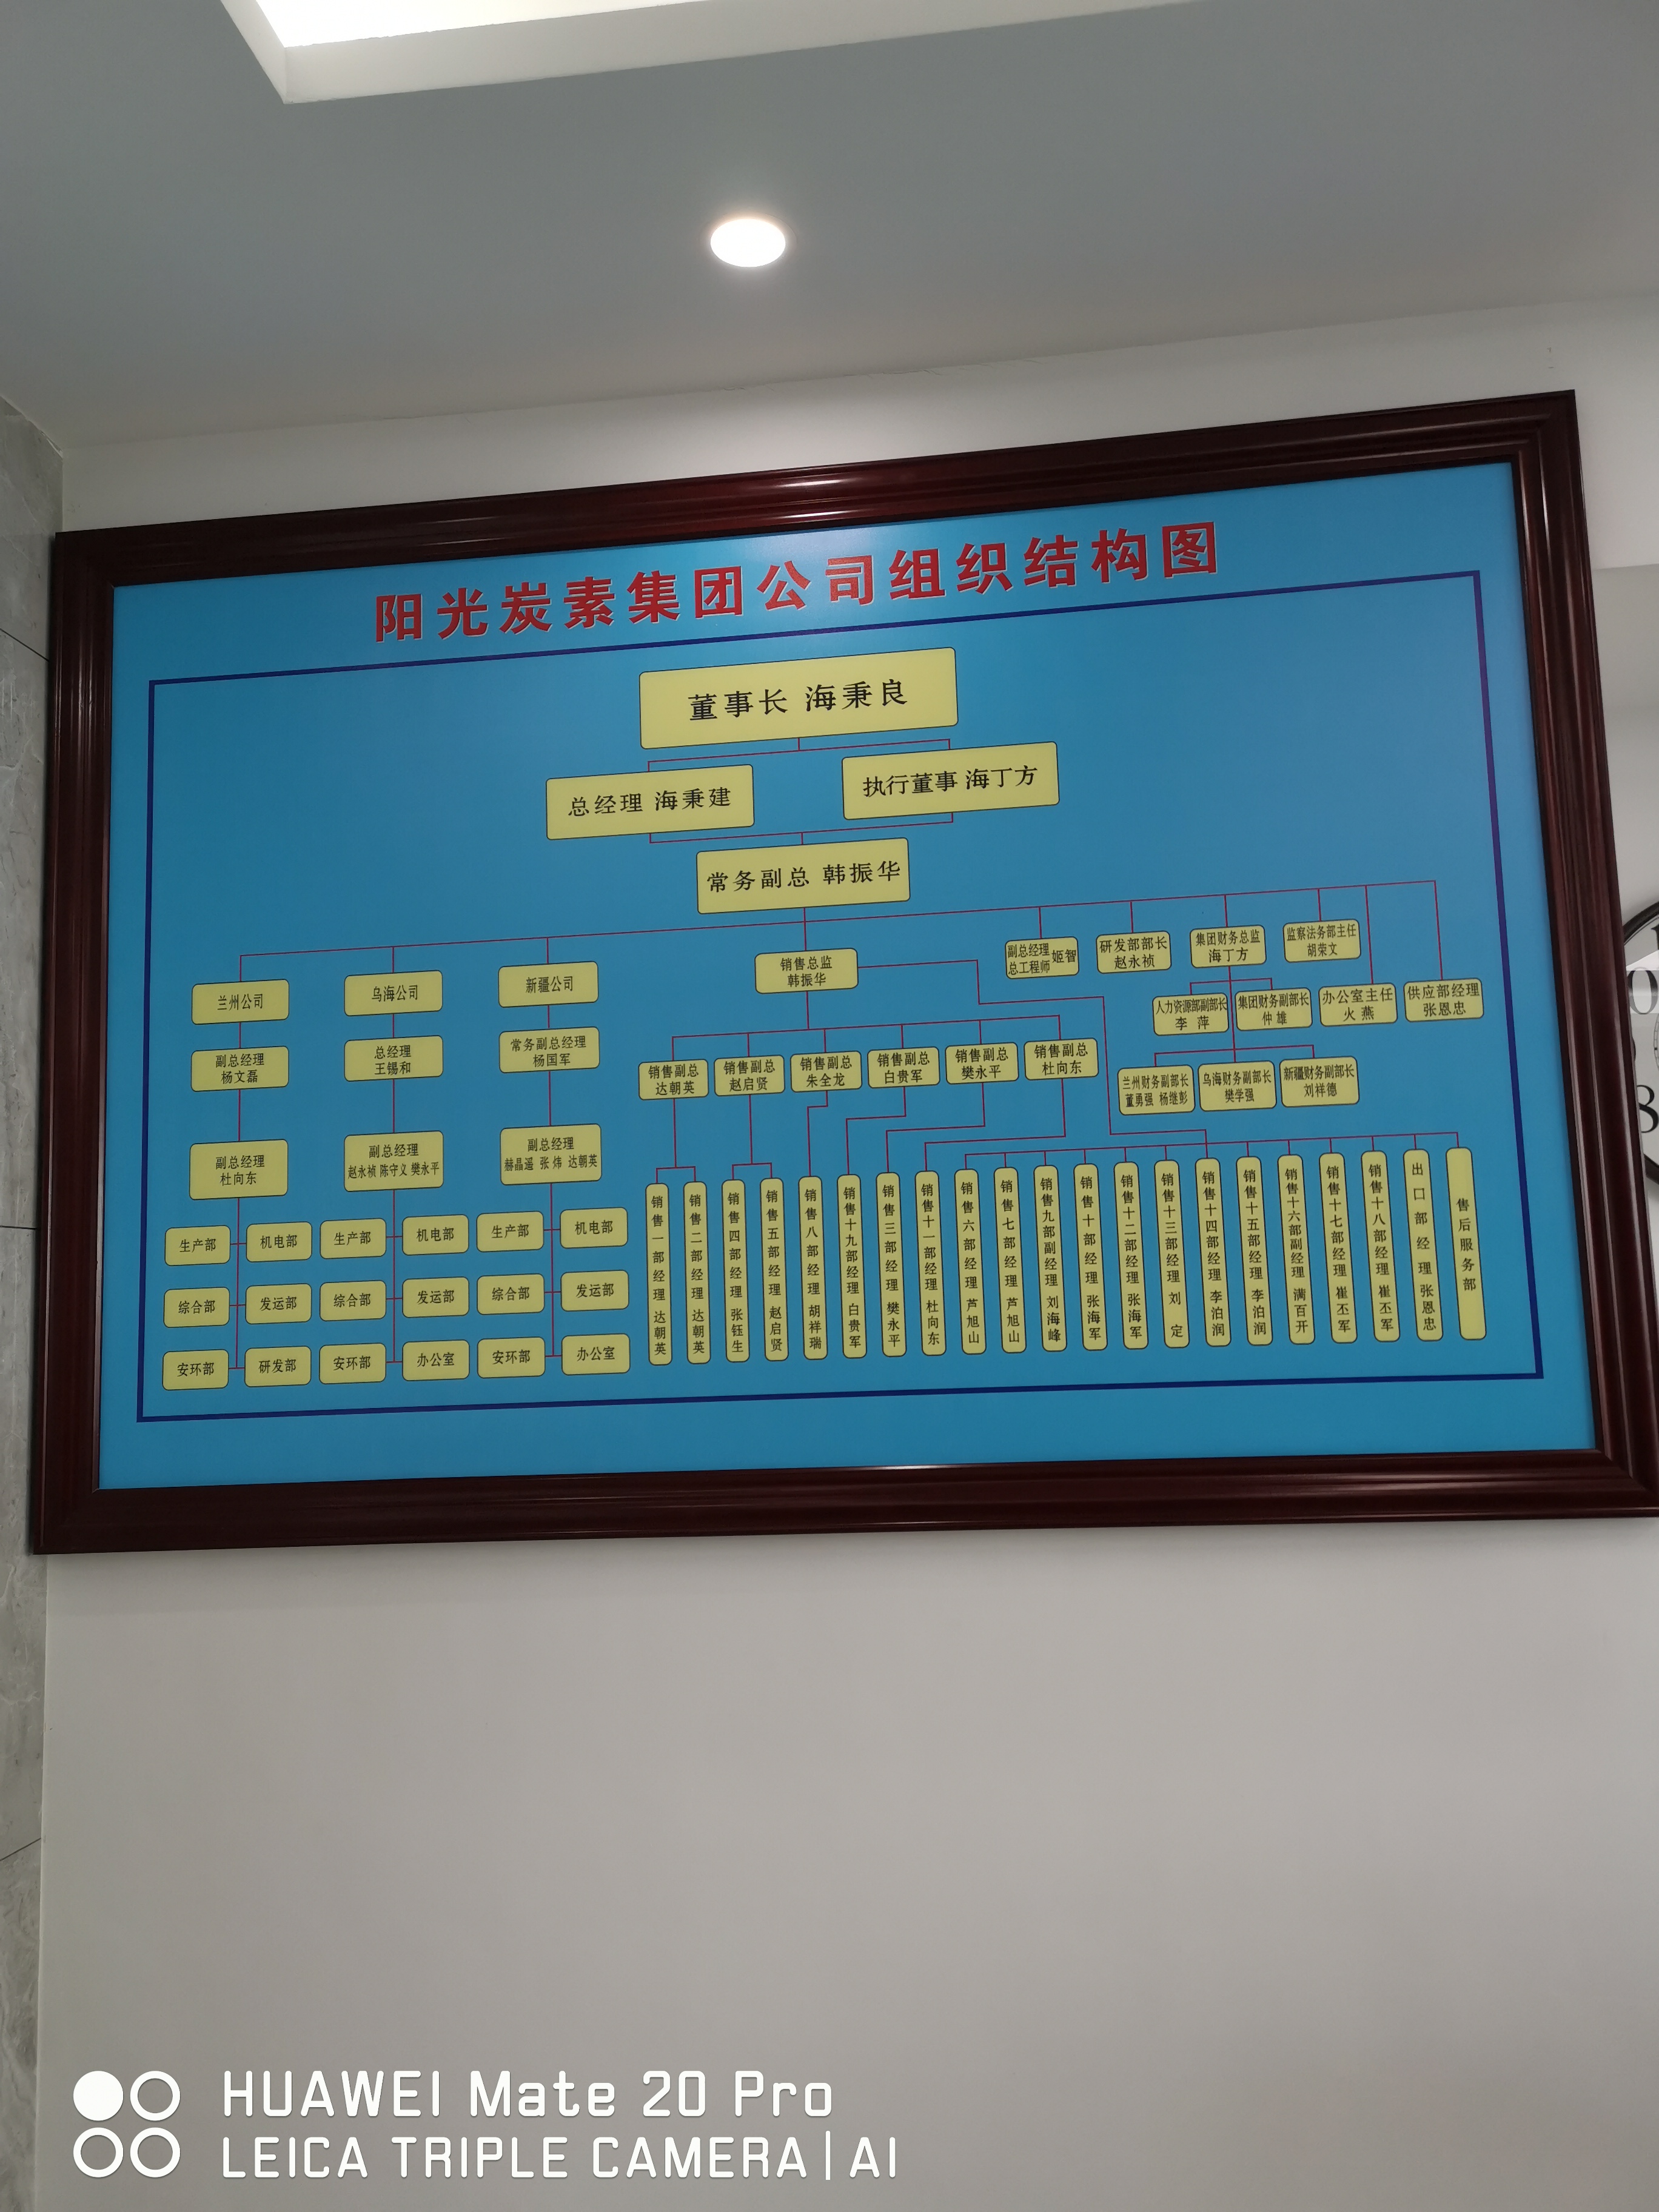 阳光炭素集团公司组织结构图
董事长 海秉良
总经理 海秉建
执行董事 海丁方
常务副总 韩振华
兰州公司
乌海公司
新疆公司
销售总监
韩振华
副总经理
总工程师
姬智
研发部部长
赵永祯
集团财务总监
海丁方
监察法务部主任
胡荣文
人力资源部副部长
李 萍
集团财务副部长
仲 雄
办公室主任
火 燕
供应部经理
张恩忠
副总经理
杨文磊
总经理
王锡和
常务副总经理
杨国军
销售副总
达朝英
销售副总
赵启贤
销售副总
朱全龙
销售副总
白贵军
销售副总
樊永平
销售副总
杜向东
兰州财务副部长
董勇强 杨继彭
乌海财务副部长
樊学强
新疆财务副部长
刘祥德
副总经理
杜向东
副总经理
赵永祯 陈守义 樊永平
副总经理
赫晶遥 张 炜 达朝英
生产部
机电部
生产部
机电部
生产部
机电部
综合部
发运部
综合部
发运部
综合部
发运部
安环部
研发部
安环部
办公室
安环部
办公室
销售一部经理 达朝英
销售二部经理 达朝英
销售四部经理 张钰生
销售五部经理 赵启贤
销售八部经理 胡祥瑞
销售十九部经理 白贵军
销售三部经理 樊永平
销售十一部经理 杜向东
销售六部经理 芦旭山
销售七部经理 芦旭山
销售九部副经理 刘海峰
销售十部经理 张海军
销售十二部经理 张海军
销售十三部经理 刘 定
销售十四部经理 李泊润
销售十五部经理 李泊润
销售十六部副经理 满百开
销售十七部经理 崔丕军
销售十八部经理 崔丕军
出口部经理 张恩忠
售后服务部
8
HUAWEI Mate 20 Pro
LEICA TRIPLE CAMERA | AI